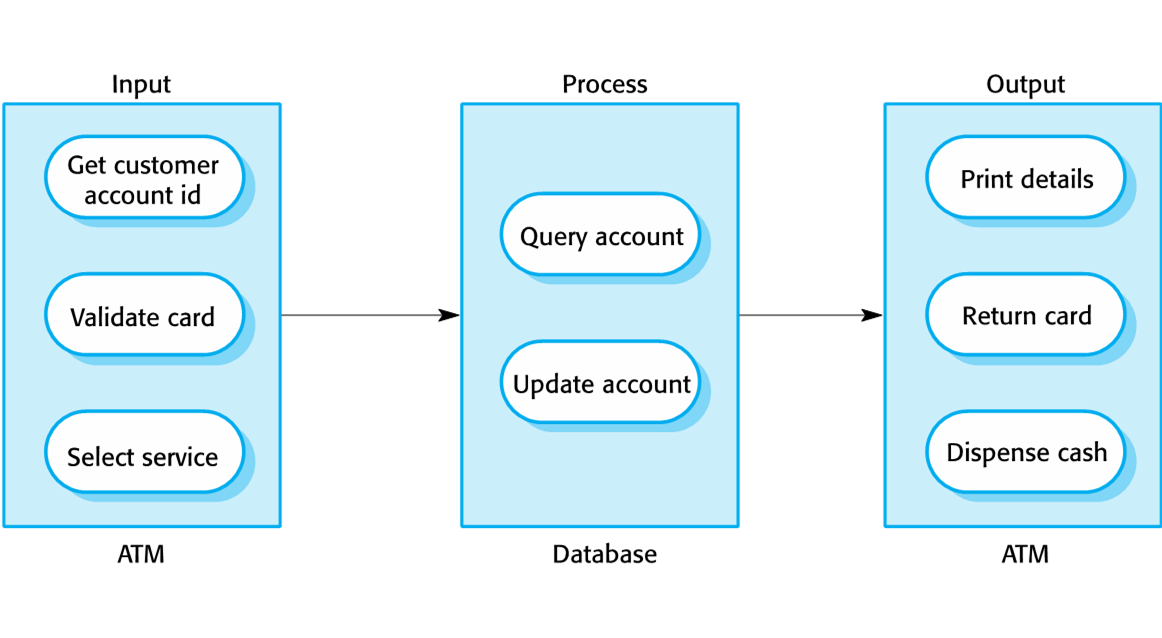 Input
Get customer
account id
Validate card
Select service
ATM
Process
Query account
Update account
Database
Output
Print details
Return card
Dispense cash
ATM